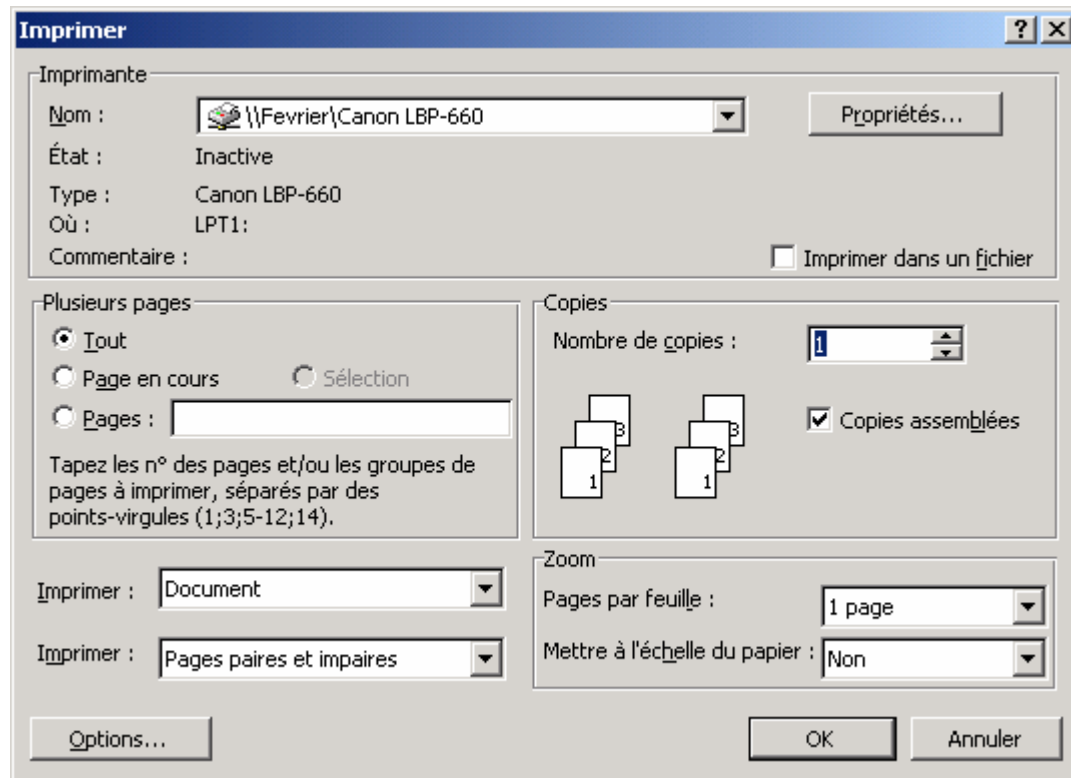 Imprimer
Imprimante
Nom : \\Fevrier\Canon LBP-660 Propriétés...
État : Inactive
Type : Canon LBP-660
Où : LPT1:
Commentaire : Imprimer dans un fichier
Plusieurs pages
Tout
Page en cours Sélection
Pages :
Tapez les n° des pages et/ou les groupes de
pages à imprimer, séparés par des
points-virgules (1;3;5-12;14).
Copies
Nombre de copies : 1
3 3
2 2
1 1
Copies assemblées
Imprimer : Document
Imprimer : Pages paires et impaires
Zoom
Pages par feuille : 1 page
Mettre à l'échelle du papier : Non
Options... OK Annuler